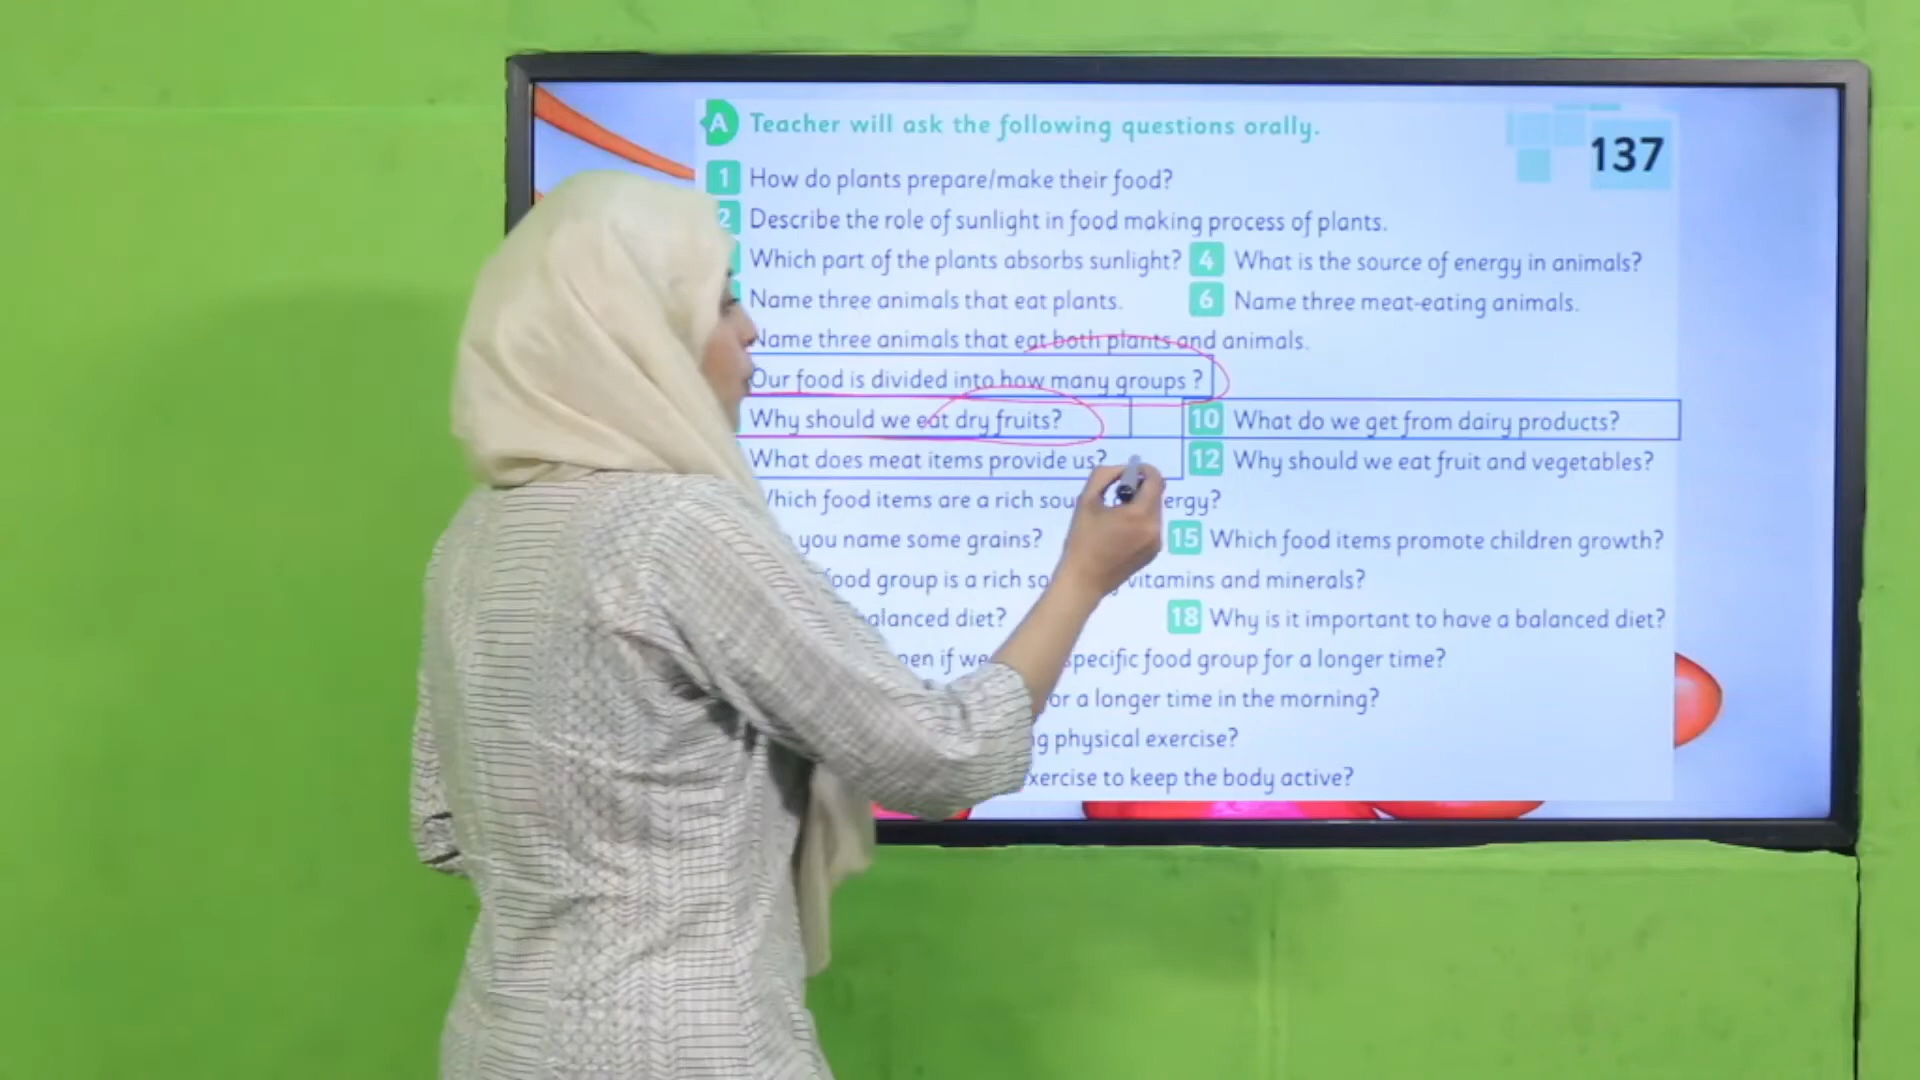 A Teacher will ask the following questions orally.
137
1 How do plants prepare/make their food?
2 Describe the role of sunlight in food making process of plants.
Which part of the plants absorbs sunlight? 4 What is the source of energy in animals?
Name three animals that eat plants. 6 Name three meat-eating animals.
Name three animals that eat both plants and animals.
Our food is divided into how many groups ?
Why should we eat dry fruits? 10 What do we get from dairy products?
What does meat items provide us? 12 Why should we eat fruit and vegetables?
food items are a rich
you name some grains? 15 Which food items promote children growth?
food group is a rich vitamins and minerals?
diet? 18 Why is it important to have a balanced diet?
if we specific food group for a longer time?
a longer time in the morning?
physical exercise?
to keep the body active?